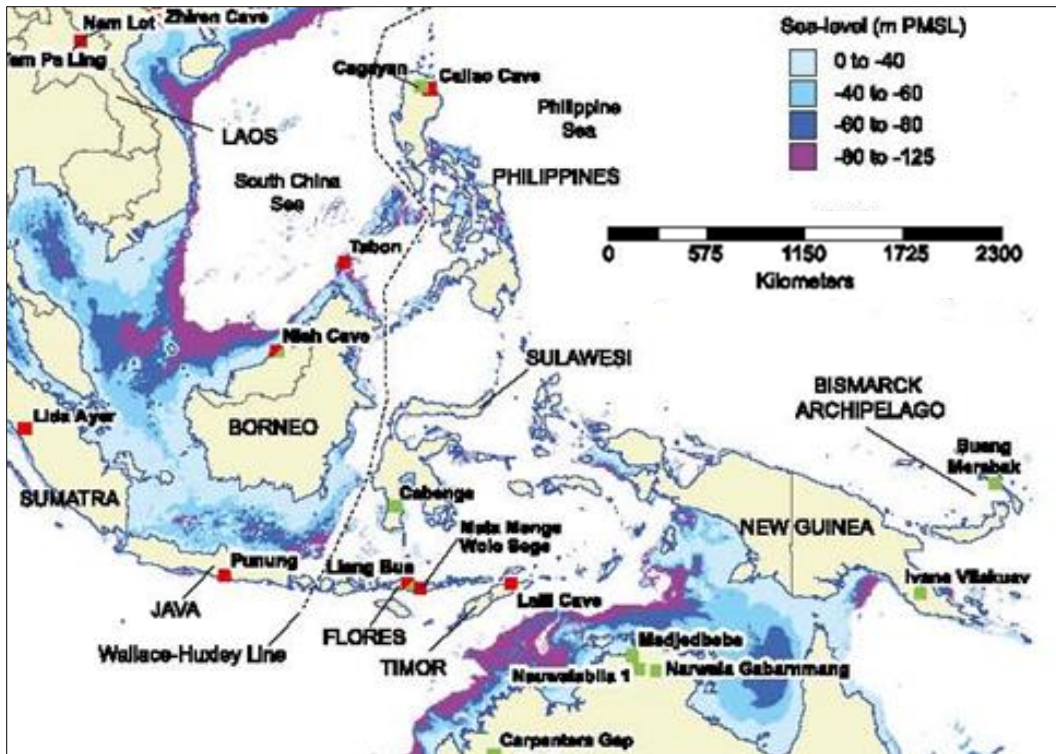 Nam Lot
Zhiren Cave
Tam Pa Ling
LAOS
Cagayan
Callao Cave
Philippine
Sea
PHILIPPINES
South China
Sea
Tabon
Sea-level (m PMSL)
0 to -40
-40 to -60
-60 to -80
-80 to -125
0 575 1150 1725 2300
Kilometers
Niah Cave
SULAWESI
BISMARCK
ARCHIPELAGO
Lida Ayer
BORNEO
Buang
Merabak
SUMATRA
Cabenge
Mata Menge
Wolo Sege
NEW GUINEA
Punung
Liang Bua
Ivane Villakuav
JAVA
Laili Cave
FLORES
Wallace-Huxley Line
TIMOR
Madjedbebe
Nauwalabila 1
Narwala Gabarnmang
Carpenters Gap